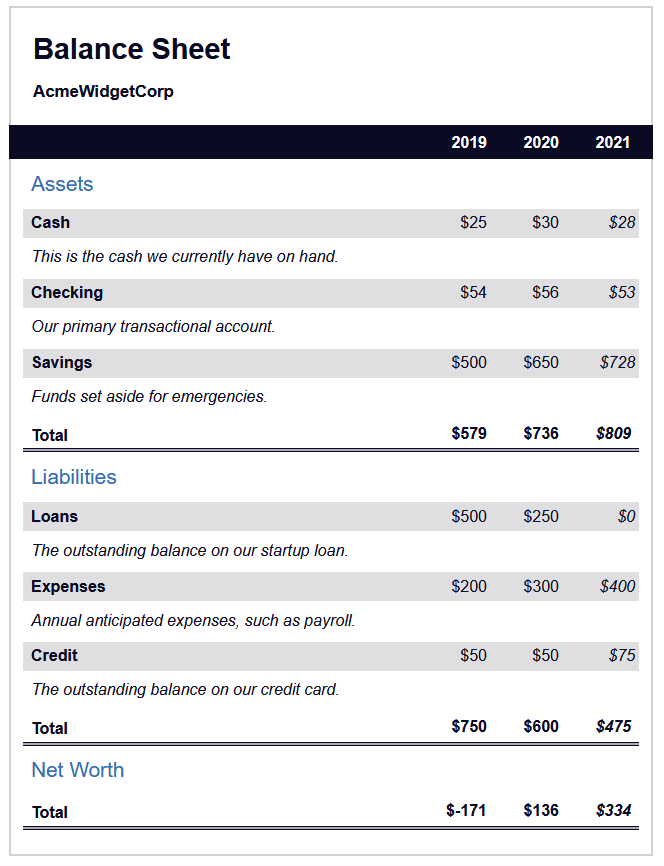 Balance Sheet
AcmeWidgetCorp
2019 2020 2021
Assets
Cash $25 $30 $28
This is the cash we currently have on hand.
Checking $54 $56 $53
Our primary transactional account.
Savings $500 $650 $728
Funds set aside for emergencies.
Total $579 $736 $809
Liabilities
Loans $500 $250 $0
The outstanding balance on our startup loan.
Expenses $200 $300 $400
Annual anticipated expenses, such as payroll.
Credit $50 $50 $75
The outstanding balance on our credit card.
Total $750 $600 $475
Net Worth
Total $-171 $136 $334